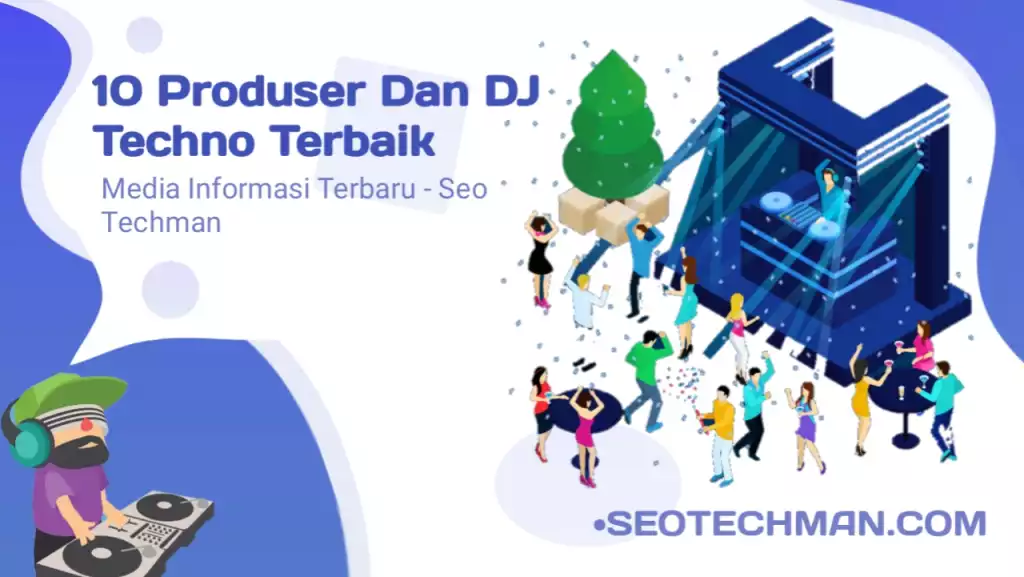 10 Produser Dan DJ
Techno Terbaik
Media Informasi Terbaru - Seo
Techman
•SEOTECHMAN.COM